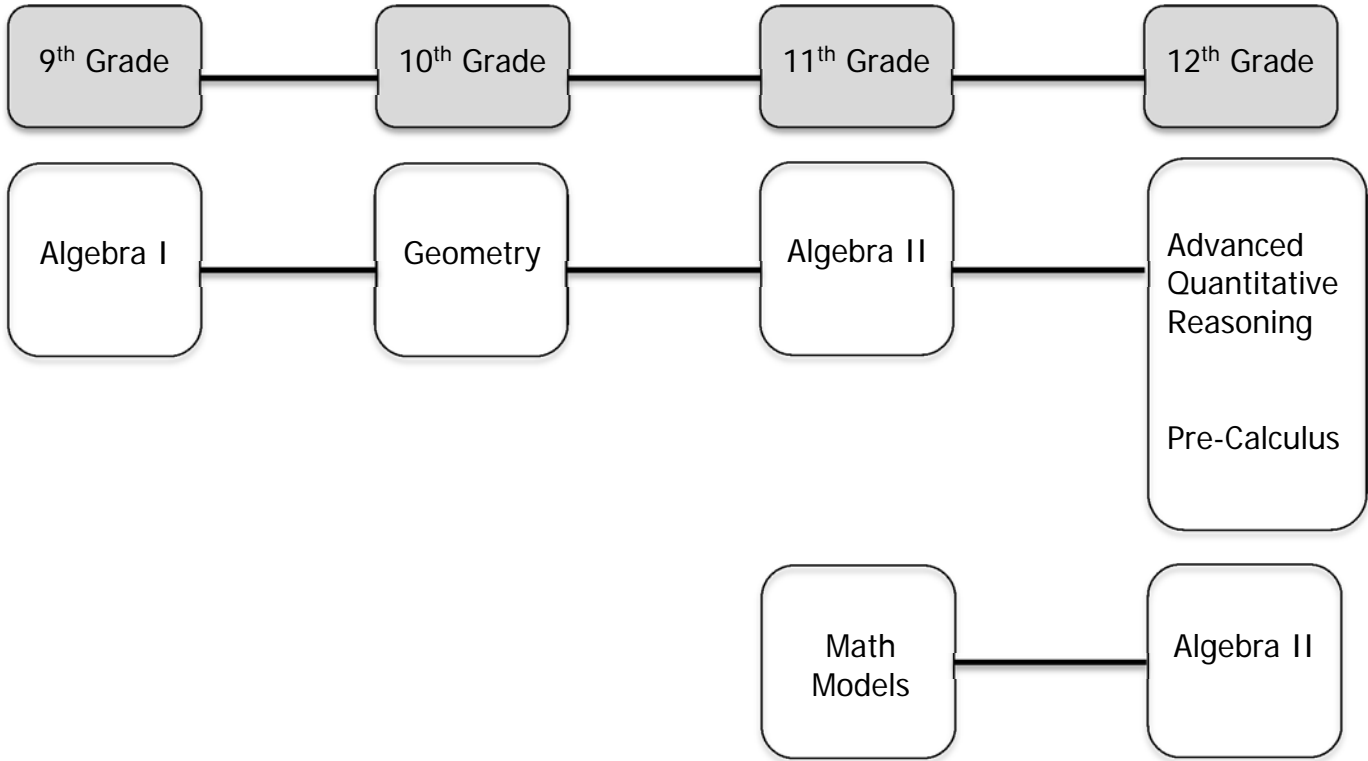 9th Grade
10th Grade
11th Grade
12th Grade
Algebra I
Geometry
Algebra II
Advanced
Quantitative
Reasoning
Pre-Calculus
Math
Models
Algebra II